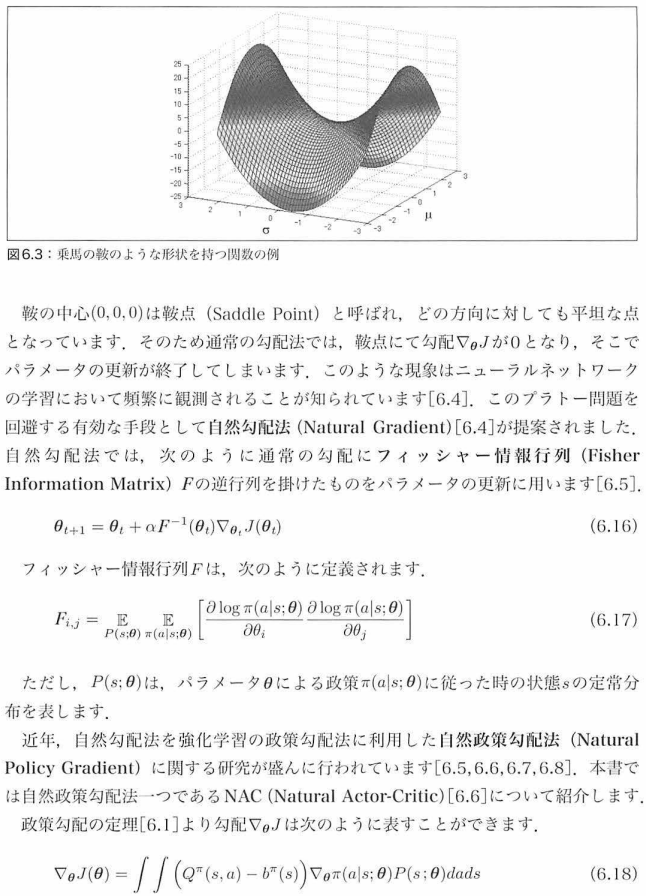 25
20
15
10
5
0
-5
-10
-15
-20
-25
3
2
1
0
-1
-2
-3
σ
-3
-2
-1
0
1
2
3
μ
図6.3：乗馬の鞍のような形状を持つ関数の例
鞍の中心(0,0,0)は鞍点（Saddle Point）と呼ばれ，どの方向に対しても平坦な点
となっています．そのため通常の勾配法では，鞍点にて勾配∇θJが0となり，そこで
パラメータの更新が終了してしまいます．このような現象はニューラルネットワーク
の学習において頻繁に観測されることが知られています[6.4]．このプラトー問題を
回避する有効な手段として自然勾配法（Natural Gradient）[6.4]が提案されました．
自然勾配法では，次のように通常の勾配にフィッシャー情報行列（Fisher
Information Matrix）Fの逆行列を掛けたものをパラメータの更新に用います[6.5]．
θ_{t+1} = θ_t + αF^{-1}(θ_t)∇_{θ_t}J(θ_t) (6.16)
フィッシャー情報行列Fは，次のように定義されます．
F_{i,j} = 𝔼_{P(s;θ)} 𝔼_{π(a|s;θ)} [∂ log π(a|s;θ)/∂θ_i ∂ log π(a|s;θ)/∂θ_j] (6.17)
ただし，P(s;θ)は，パラメータθによる政策π(a|s;θ)に従った時の状態sの定常分
布を表します．
近年，自然勾配法を強化学習の政策勾配法に利用した自然政策勾配法（Natural
Policy Gradient）に関する研究が盛んに行われています[6.5,6.6,6.7,6.8]．本書で
は自然政策勾配法一つであるNAC（Natural Actor-Critic）[6.6]について紹介します．
政策勾配の定理[6.1]より勾配∇θJは次のように表すことができます．
∇_θJ(θ) = ∫∫(Q^π(s,a) − b^π(s))∇_θπ(a|s;θ)P(s;θ)dads (6.18)